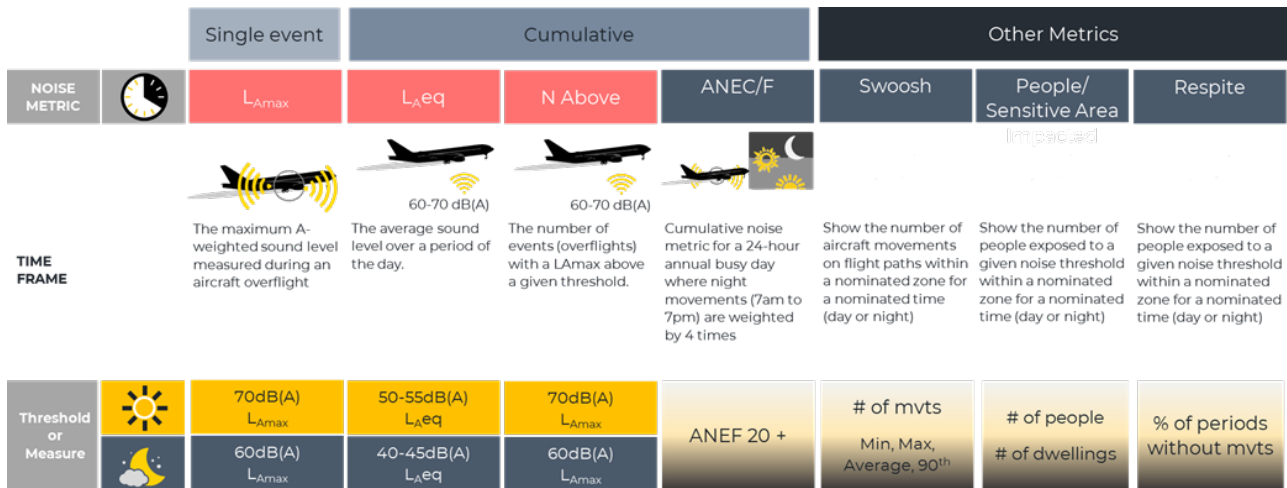 Single event
Cumulative
Other Metrics
NOISE
METRIC
L_Amax
L_Aeq
N Above
ANEC/F
Swoosh
People/
Sensitive Area
Impacted
Respite
60-70 dB(A)
60-70 dB(A)
TIME
FRAME
The maximum A-
weighted sound level
measured during an
aircraft overflight
The average sound
level over a period of
the day.
The number of
events (overflights)
with a LAmax above
a given threshold.
Cumulative noise
metric for a 24-hour
annual busy day
where night
movements (7am to
7pm) are weighted
by 4 times
Show the number of
aircraft movements
on flight paths within
a nominated zone for
a nominated time
(day or night)
Show the number of
people exposed to a
given noise threshold
within a nominated
zone for a nominated
time (day or night)
Show the number of
people exposed to a
given noise threshold
within a nominated
zone for a nominated
time (day or night)
Threshold
or
Measure
70dB(A)
L_Amax
50-55dB(A)
L_Aeq
70dB(A)
L_Amax
60dB(A)
L_Amax
40-45dB(A)
L_Aeq
60dB(A)
L_Amax
ANEF 20 +
# of mvts
Min, Max,
Average, 90th
# of people
# of dwellings
% of periods
without mvts